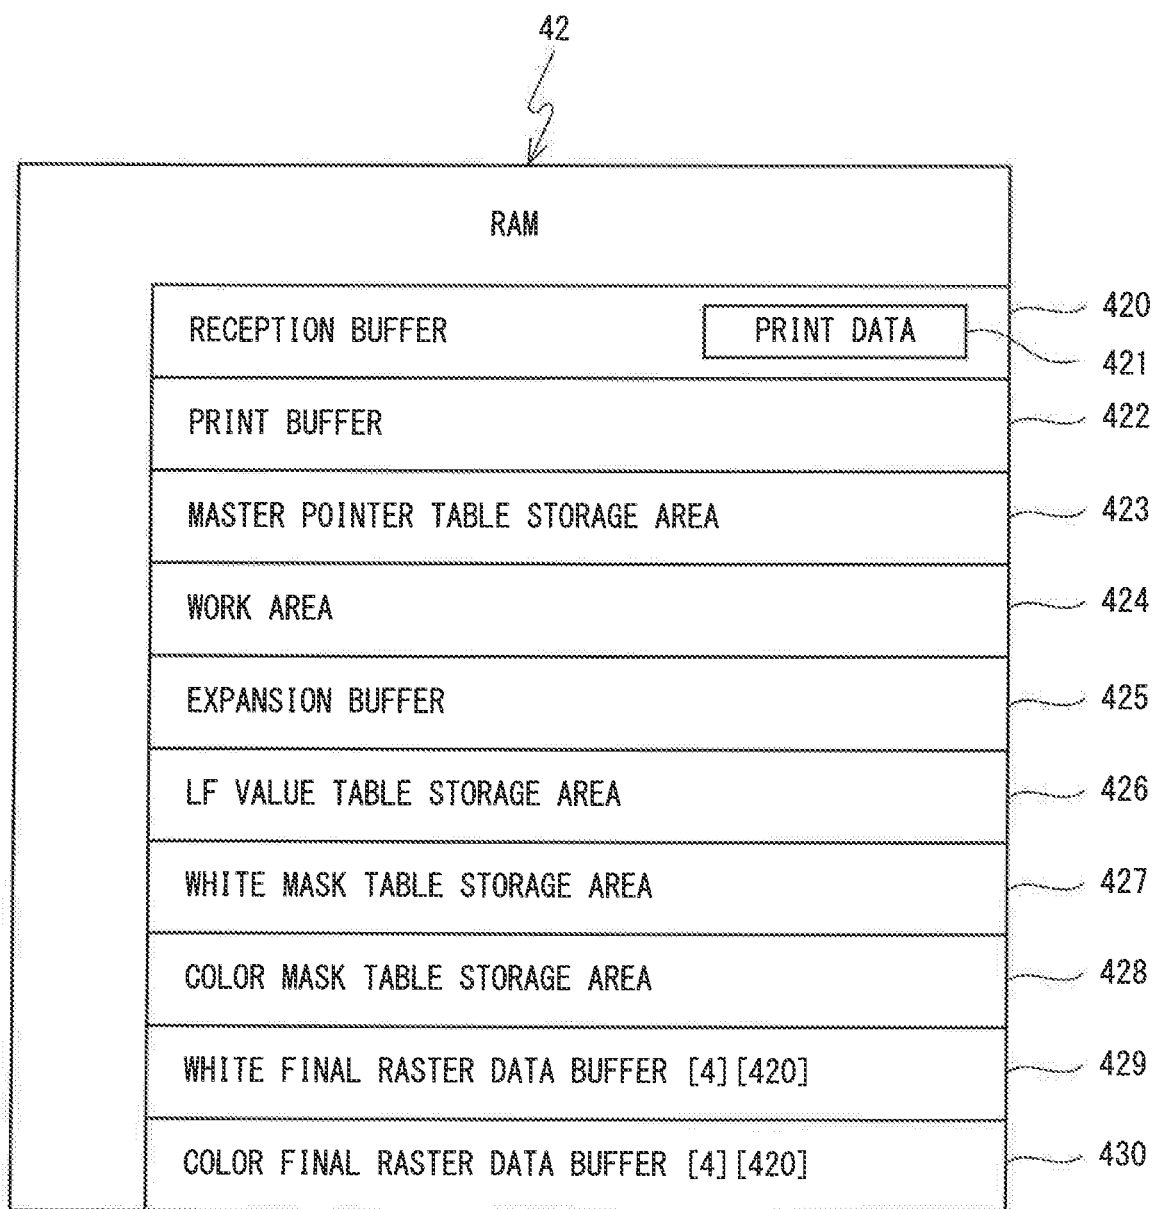 42
RAM
RECEPTION BUFFER PRINT DATA 420
421
PRINT BUFFER 422
MASTER POINTER TABLE STORAGE AREA 423
WORK AREA 424
EXPANSION BUFFER 425
LF VALUE TABLE STORAGE AREA 426
WHITE MASK TABLE STORAGE AREA 427
COLOR MASK TABLE STORAGE AREA 428
WHITE FINAL RASTER DATA BUFFER [4][420] 429
COLOR FINAL RASTER DATA BUFFER [4][420] 430